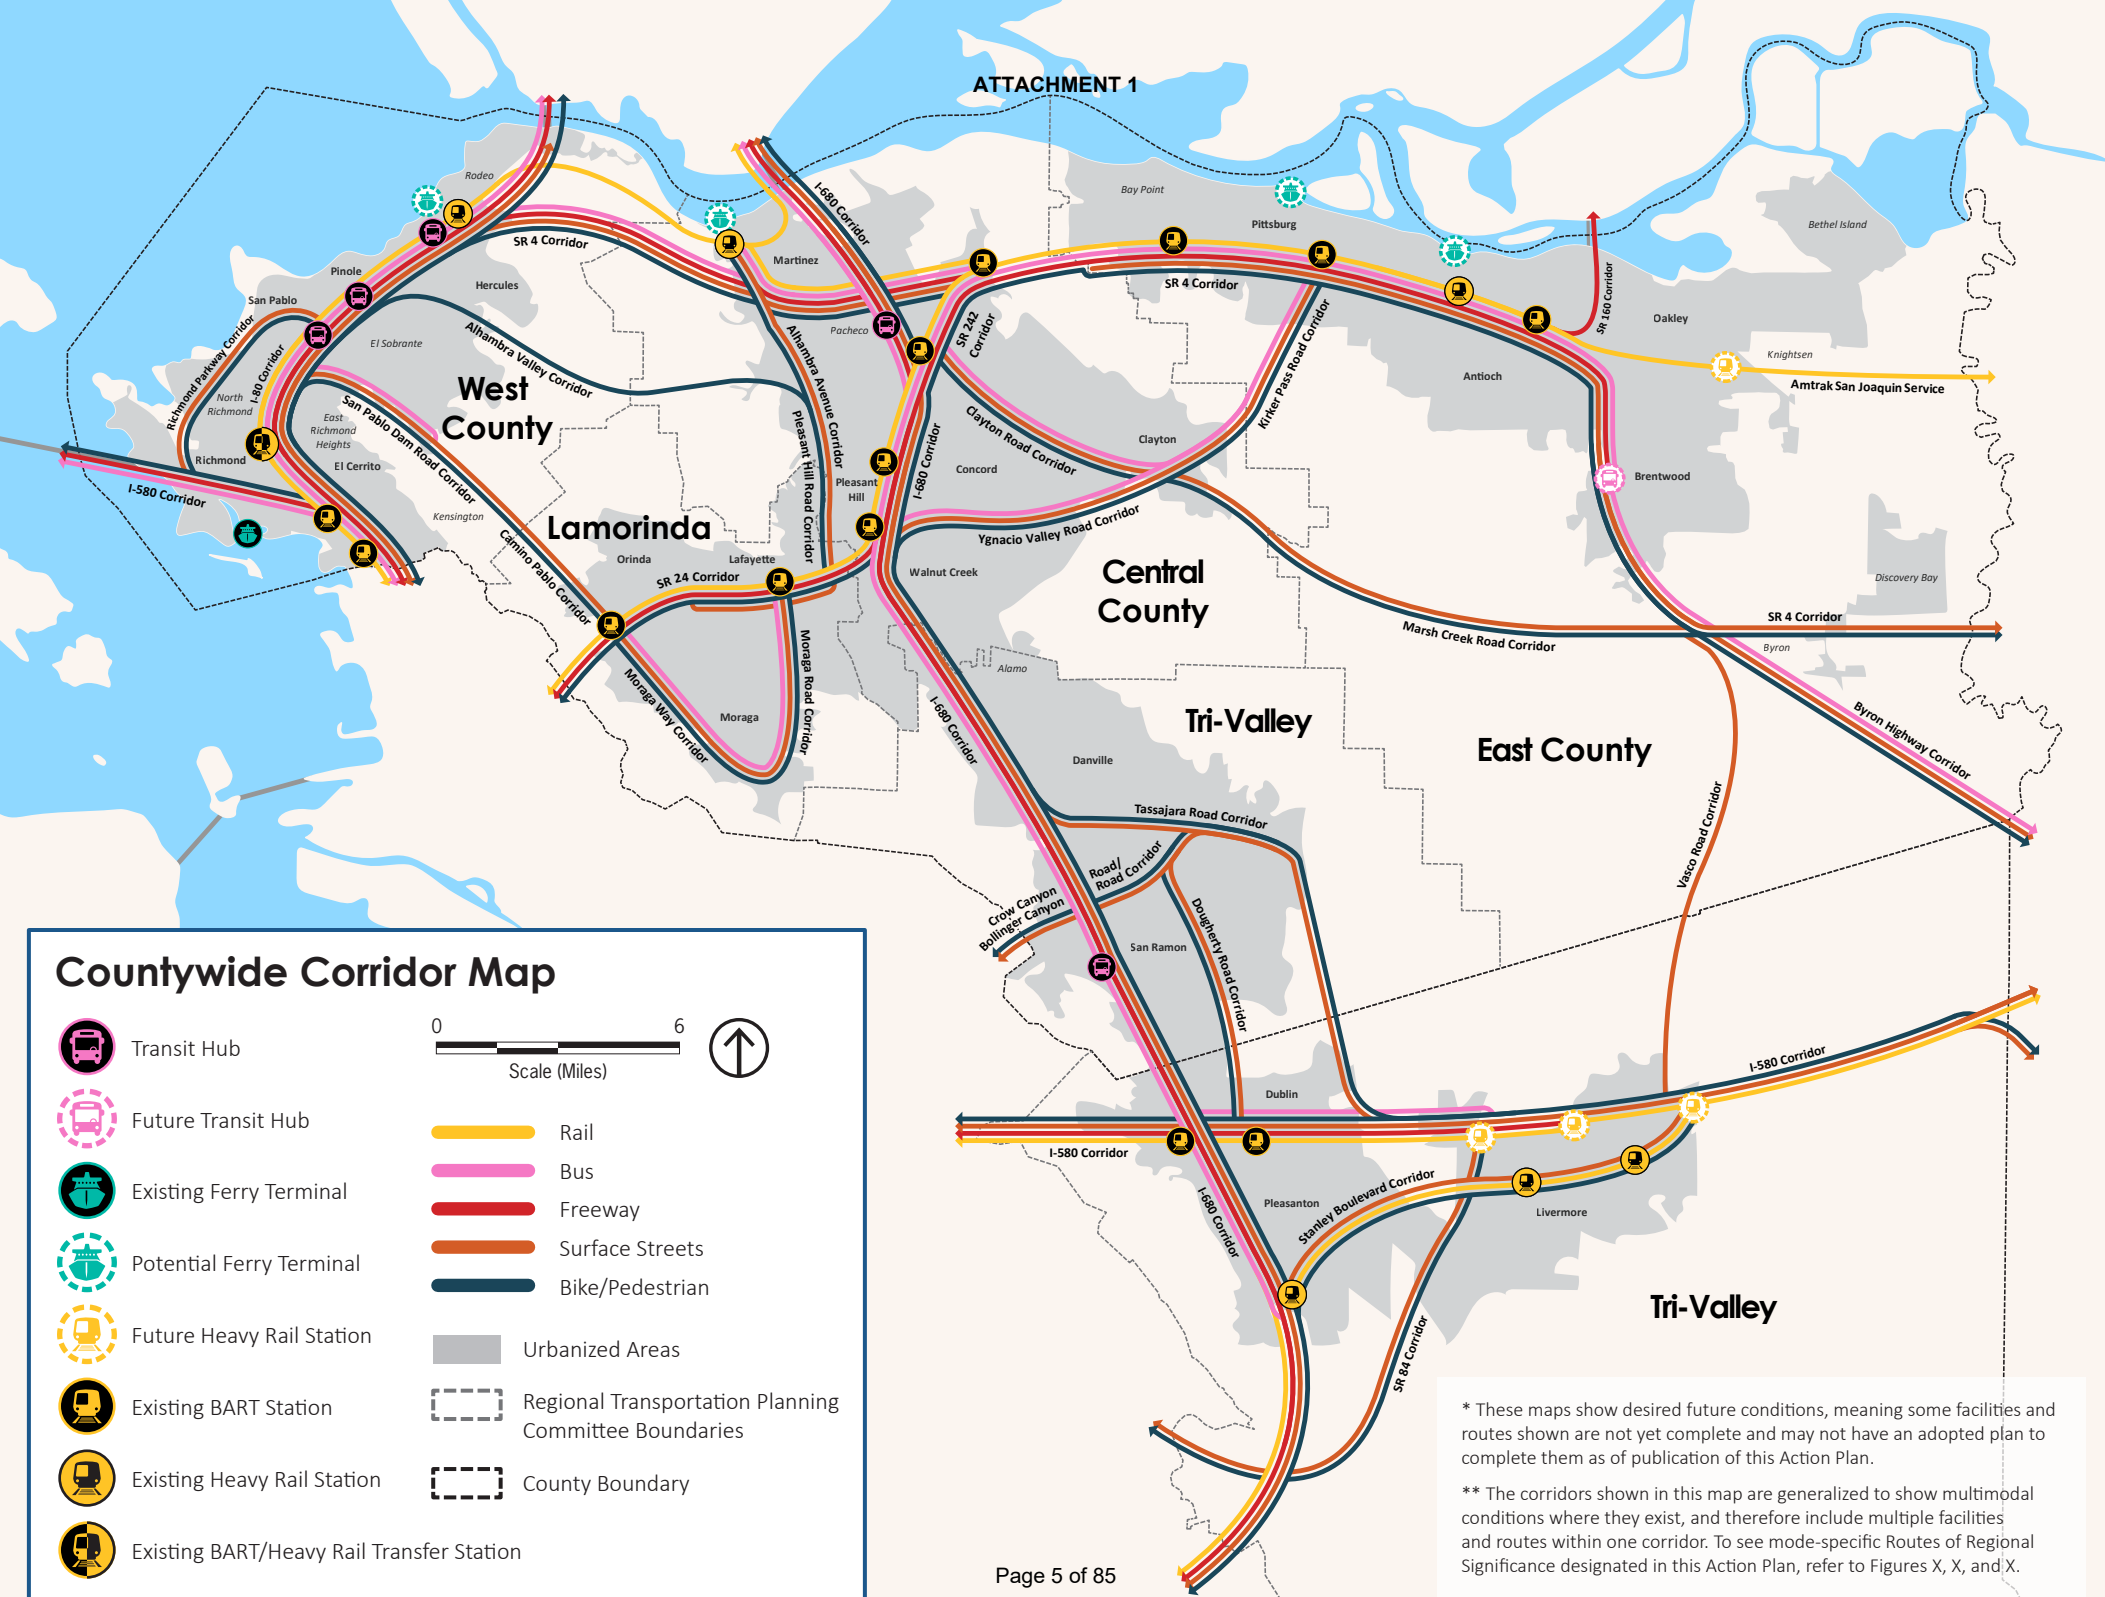 ATTACHMENT 1
Rodeo
I-680 Corridor
Bay Point
Pittsburg
Bethel Island
SR 4 Corridor
Martinez
Pinole
Hercules
SR 4 Corridor
San Pablo
SR 160 Corridor
Oakley
Richmond Parkway Corridor
I-80 Corridor
El Sobrante
Alhambra Valley Corridor
Pacheco
SR 242
Corridor
Kirker Pass Road Corridor
Knightsen
Amtrak San Joaquin Service
Antioch
West
County
Alhambra Avenue Corridor
North
Richmond
East
Richmond
Heights
San Pablo Dam Road Corridor
Pleasant Hill Road Corridor
Clayton Road Corridor
Clayton
Richmond
El Cerrito
I-580 Corridor
Pleasant
Hill
I-680 Corridor
Concord
Brentwood
Kensington
Lamorinda
Camino Pablo Corridor
Ygnacio Valley Road Corridor
Orinda
Lafayette
SR 24 Corridor
Walnut Creek
Central
County
Discovery Bay
SR 4 Corridor
Marsh Creek Road Corridor
Byron
Alamo
Moraga Road Corridor
Moraga Way Corridor
Moraga
I-680 Corridor
Tri-Valley
East County
Byron Highway Corridor
Danville
Tassajara Road Corridor
Vasco Road Corridor
Crow Canyon
Road/
Bollinger Canyon
Road Corridor
San Ramon
Dougherty Road Corridor
I-580 Corridor
Dublin
I-580 Corridor
Pleasanton
I-680 Corridor
Stanley Boulevard Corridor
Livermore
Tri-Valley
SR 84 Corridor
Countywide Corridor Map
0 6
Scale (Miles)
Transit Hub
Future Transit Hub
Existing Ferry Terminal
Potential Ferry Terminal
Future Heavy Rail Station
Existing BART Station
Existing Heavy Rail Station
Existing BART/Heavy Rail Transfer Station
Rail
Bus
Freeway
Surface Streets
Bike/Pedestrian
Urbanized Areas
Regional Transportation Planning
Committee Boundaries
County Boundary
* These maps show desired future conditions, meaning some facilities and
routes shown are not yet complete and may not have an adopted plan to
complete them as of publication of this Action Plan.
** The corridors shown in this map are generalized to show multimodal
conditions where they exist, and therefore include multiple facilities
and routes within one corridor. To see mode-specific Routes of Regional
Significance designated in this Action Plan, refer to Figures X, X, and X.
Page 5 of 85